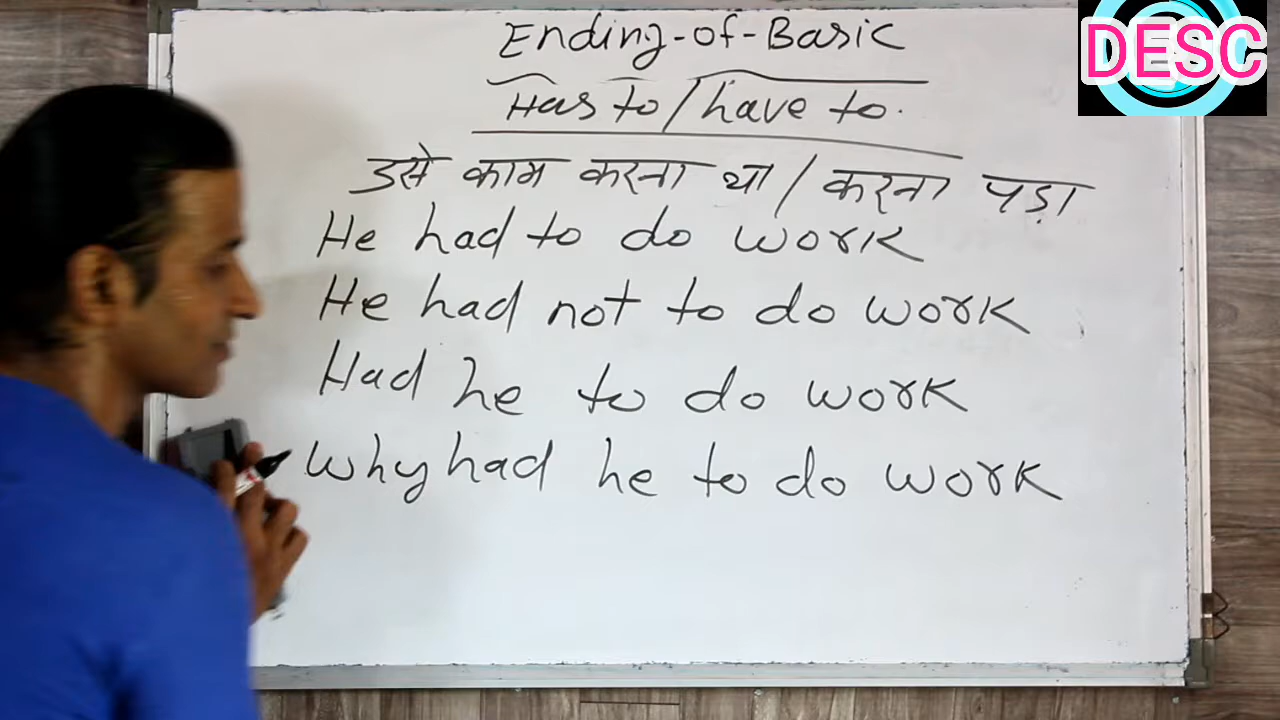 Ending-of-Basic
DESC
Has to/have to.
उसे काम करना था/करना पड़ा
He had to do work
He had not to do work
Had he to do work
Why had he to do work